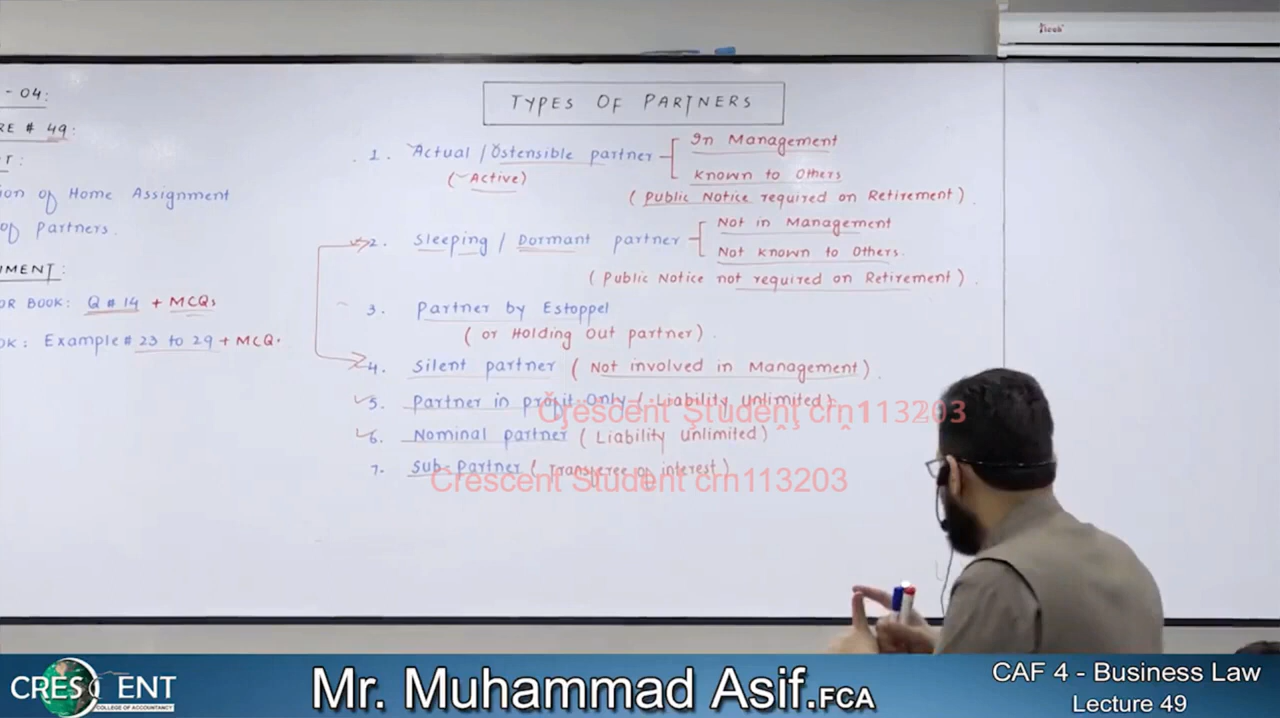 - 04:
RE # 49:
T:
ion of Home Assignment
of Partners.
NMENT:
OR BOOK: Q # 14 + MCQs
OK: Example # 23 to 29 + MCQ.
TYPES OF PARTNERS
1. Actual / Ostensible partner
(Active)
In Management
Known to Others
(Public Notice required on Retirement).
2. Sleeping / Dormant partner
Not in Management
Not known to Others.
(Public Notice not required on Retirement).
3. Partner by Estoppel
(or Holding Out partner).
4. Silent partner (Not involved in Management).
5. Partner in profit Only (Liability Unlimited)
6. Nominal partner (Liability Unlimited)
7. Sub-Partner (Transferee of interest)
Crescent Student crn113203
Crescent Student crn113203
CRESCENT
COLLEGE OF ACCOUNTANCY
Mr. Muhammad Asif.FCA
CAF 4 - Business Law
Lecture 49